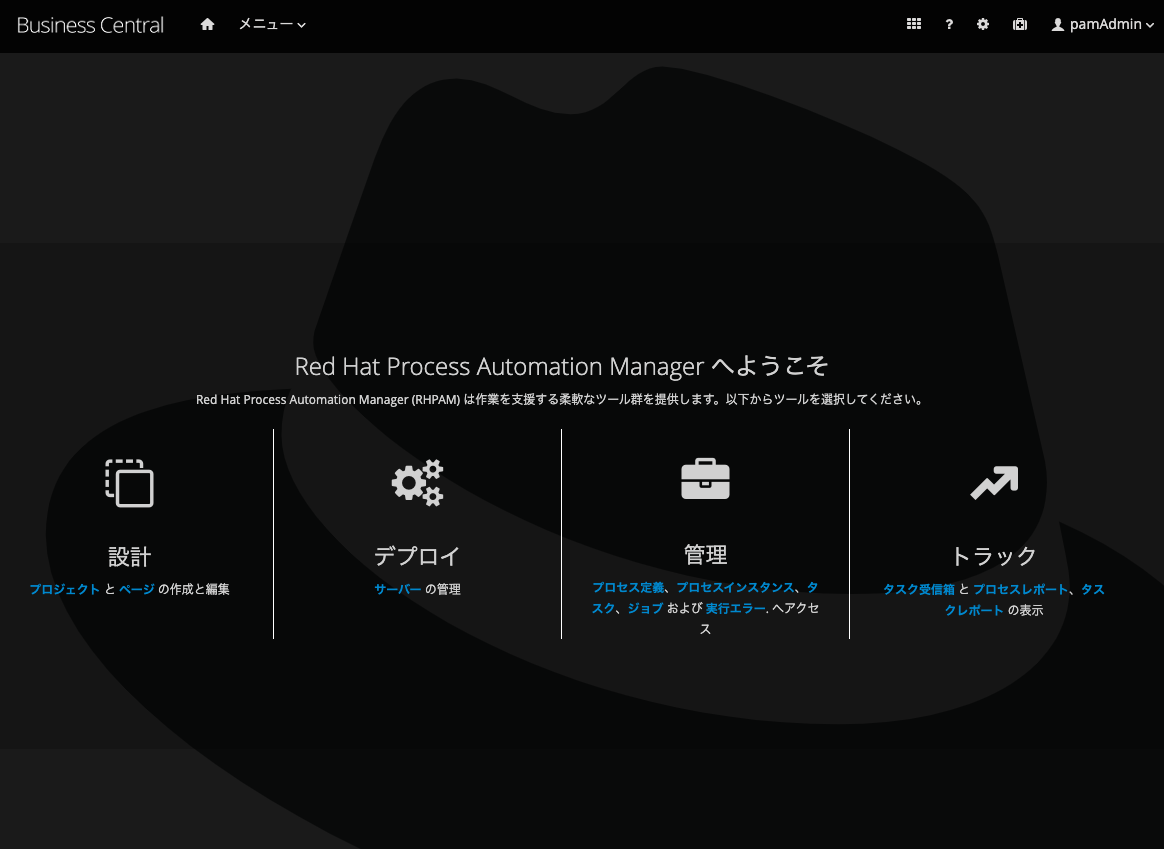 Business Central メニュー ? pamAdmin
Red Hat Process Automation Manager へようこそ
Red Hat Process Automation Manager (RHPAM) は作業を支援する柔軟なツール群を提供します。以下からツールを選択してください。
設計
プロジェクト と ページ の作成と編集
デプロイ
サーバー の管理
管理
プロセス定義、プロセスインスタンス、タ
スク、ジョブ および 実行エラー. へアクセ
ス
トラック
タスク受信箱 と プロセスレポート、タス
クレポート の表示